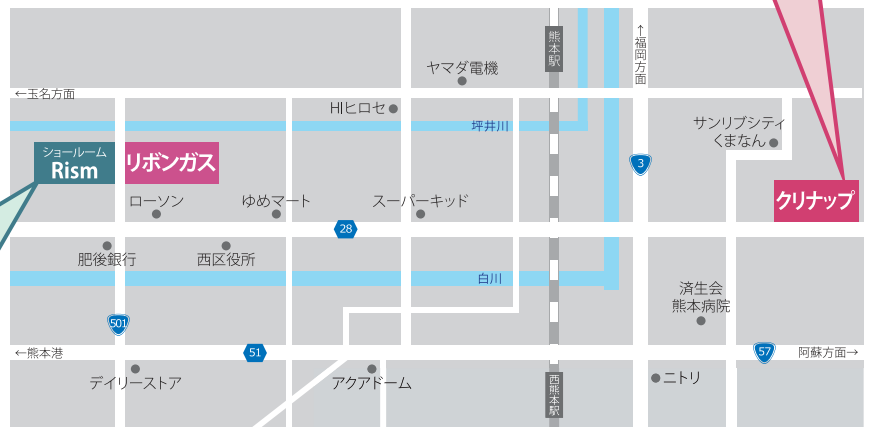 熊本駅
↑福岡方面
ヤマダ電機
←玉名方面
HIヒロセ
坪井川
サンリブシティ
くまなん
ショールーム
Rism
リボンガス
3
クリナップ
ローソン
ゆめマート
スーパーキッド
28
肥後銀行
西区役所
白川
済生会
熊本病院
501
←熊本港
51
57
阿蘇方面→
デイリーストア
アクアドーム
西熊本駅
ニトリ